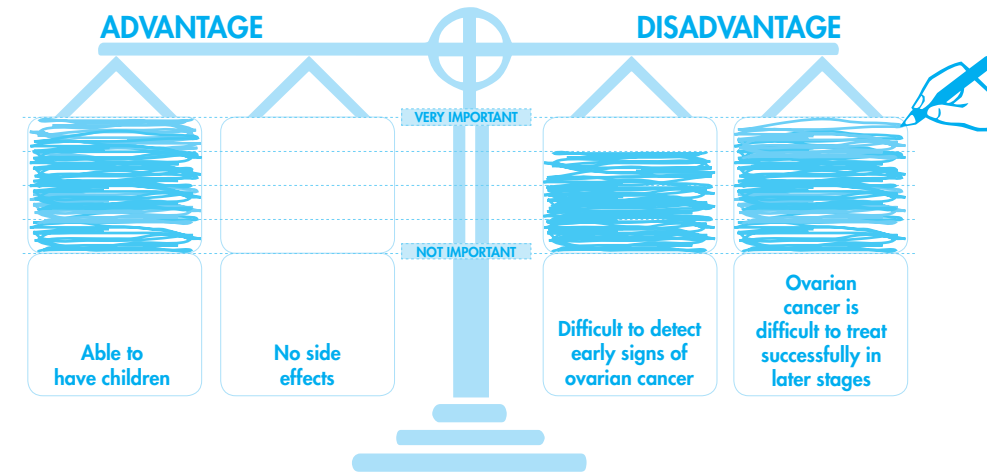 ADVANTAGE
DISADVANTAGE
VERY IMPORTANT
NOT IMPORTANT
Able to
have children
No side
effects
Difficult to detect
early signs of
ovarian cancer
Ovarian
cancer is
difficult to treat
successfully in
later stages